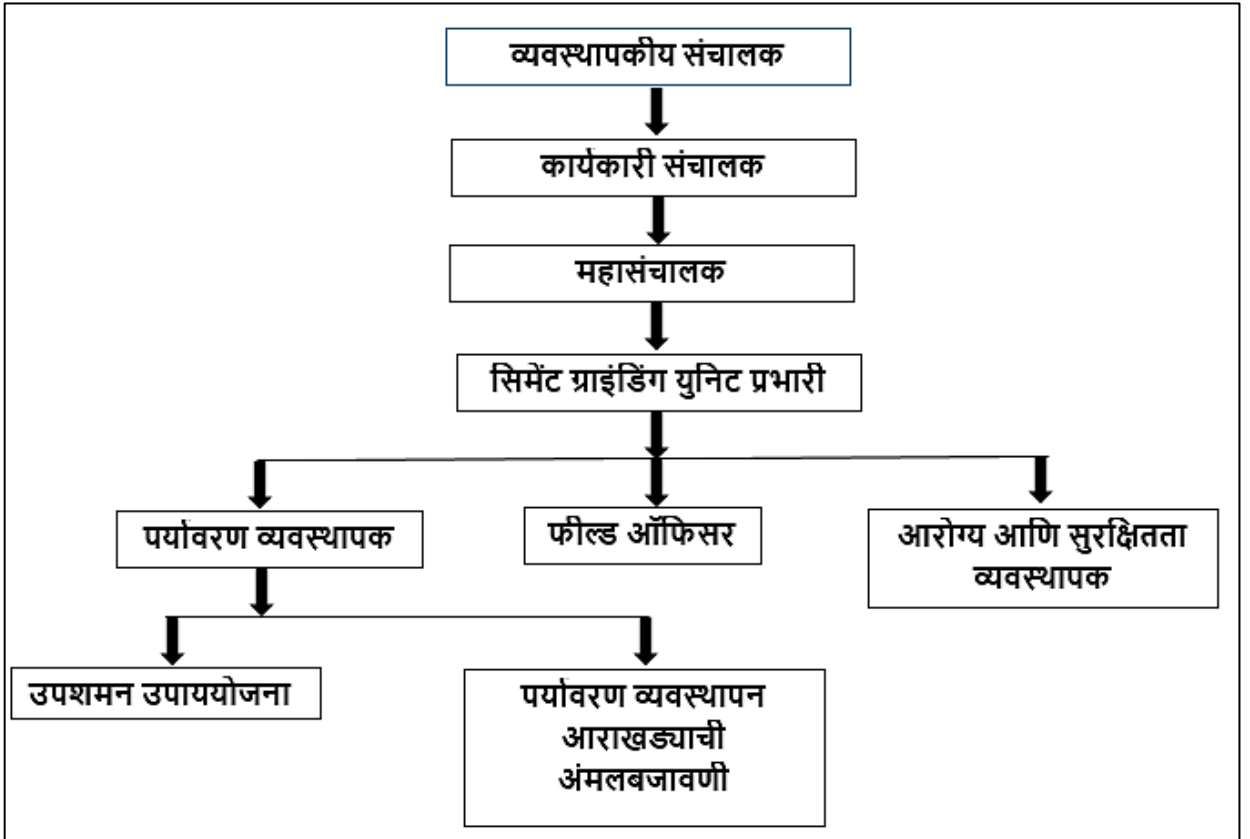 व्यवस्थापकीय संचालक
कार्यकारी संचालक
महासंचालक
सिमेंट ग्राइंडिंग युनिट प्रभारी
पर्यावरण व्यवस्थापक
फील्ड ऑफिसर
आरोग्य आणि सुरक्षितता
व्यवस्थापक
उपशमन उपाययोजना
पर्यावरण व्यवस्थापन
आराखड्याची
अंमलबजावणी